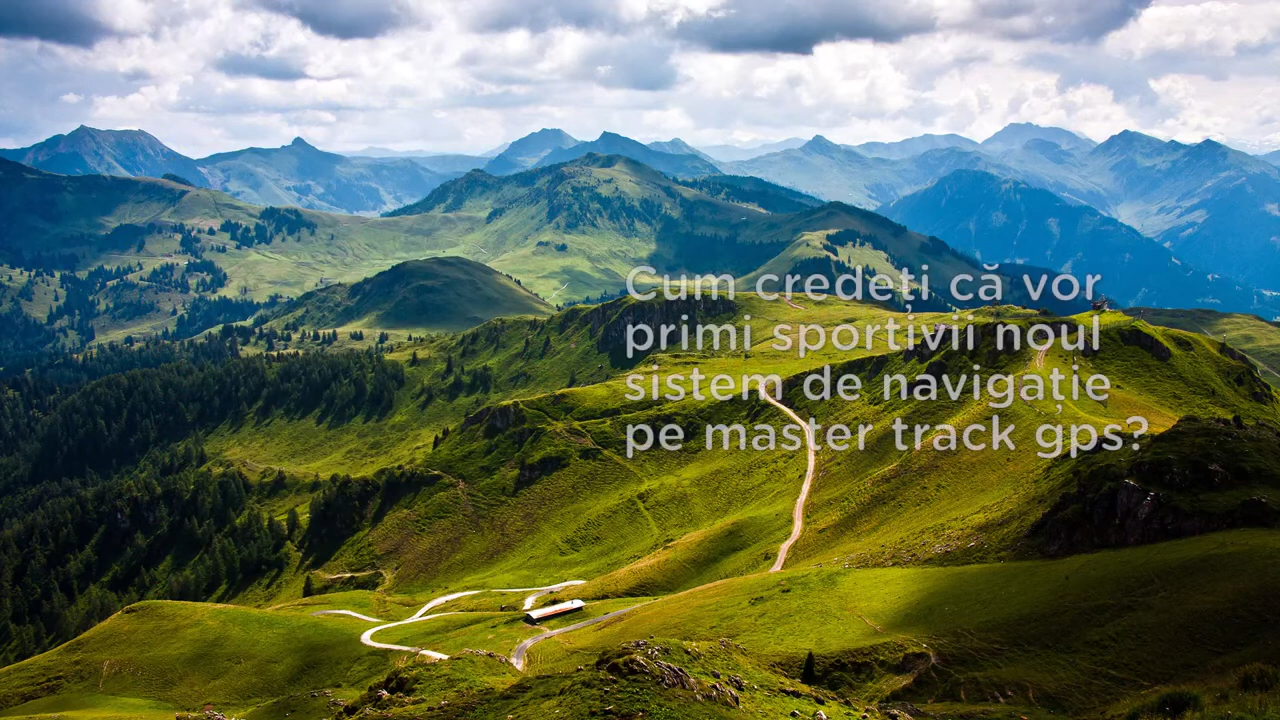 Cum credeți că vor
primi sportivii noul
sistem de navigație
pe master track gps?